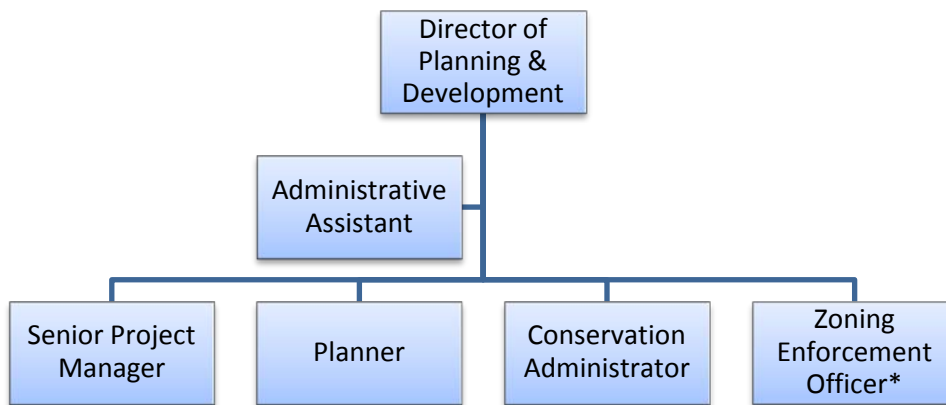 Director of
Planning &
Development
Administrative
Assistant
Senior Project
Manager
Planner
Conservation
Administrator
Zoning
Enforcement
Officer*